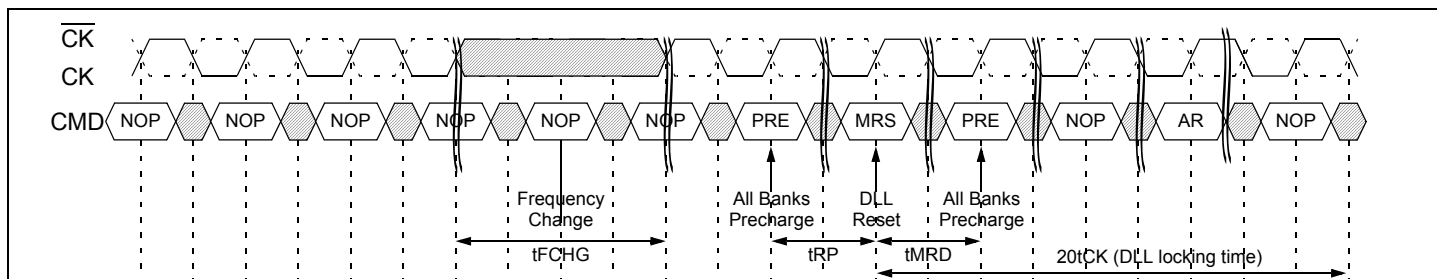 CK
CK
CMD NOP NOP NOP NOP NOP NOP PRE MRS PRE NOP AR NOP
Frequency Change
All Banks Precharge
DLL Reset
All Banks Precharge
tFCHG
tRP
tMRD
20tCK (DLL locking time)